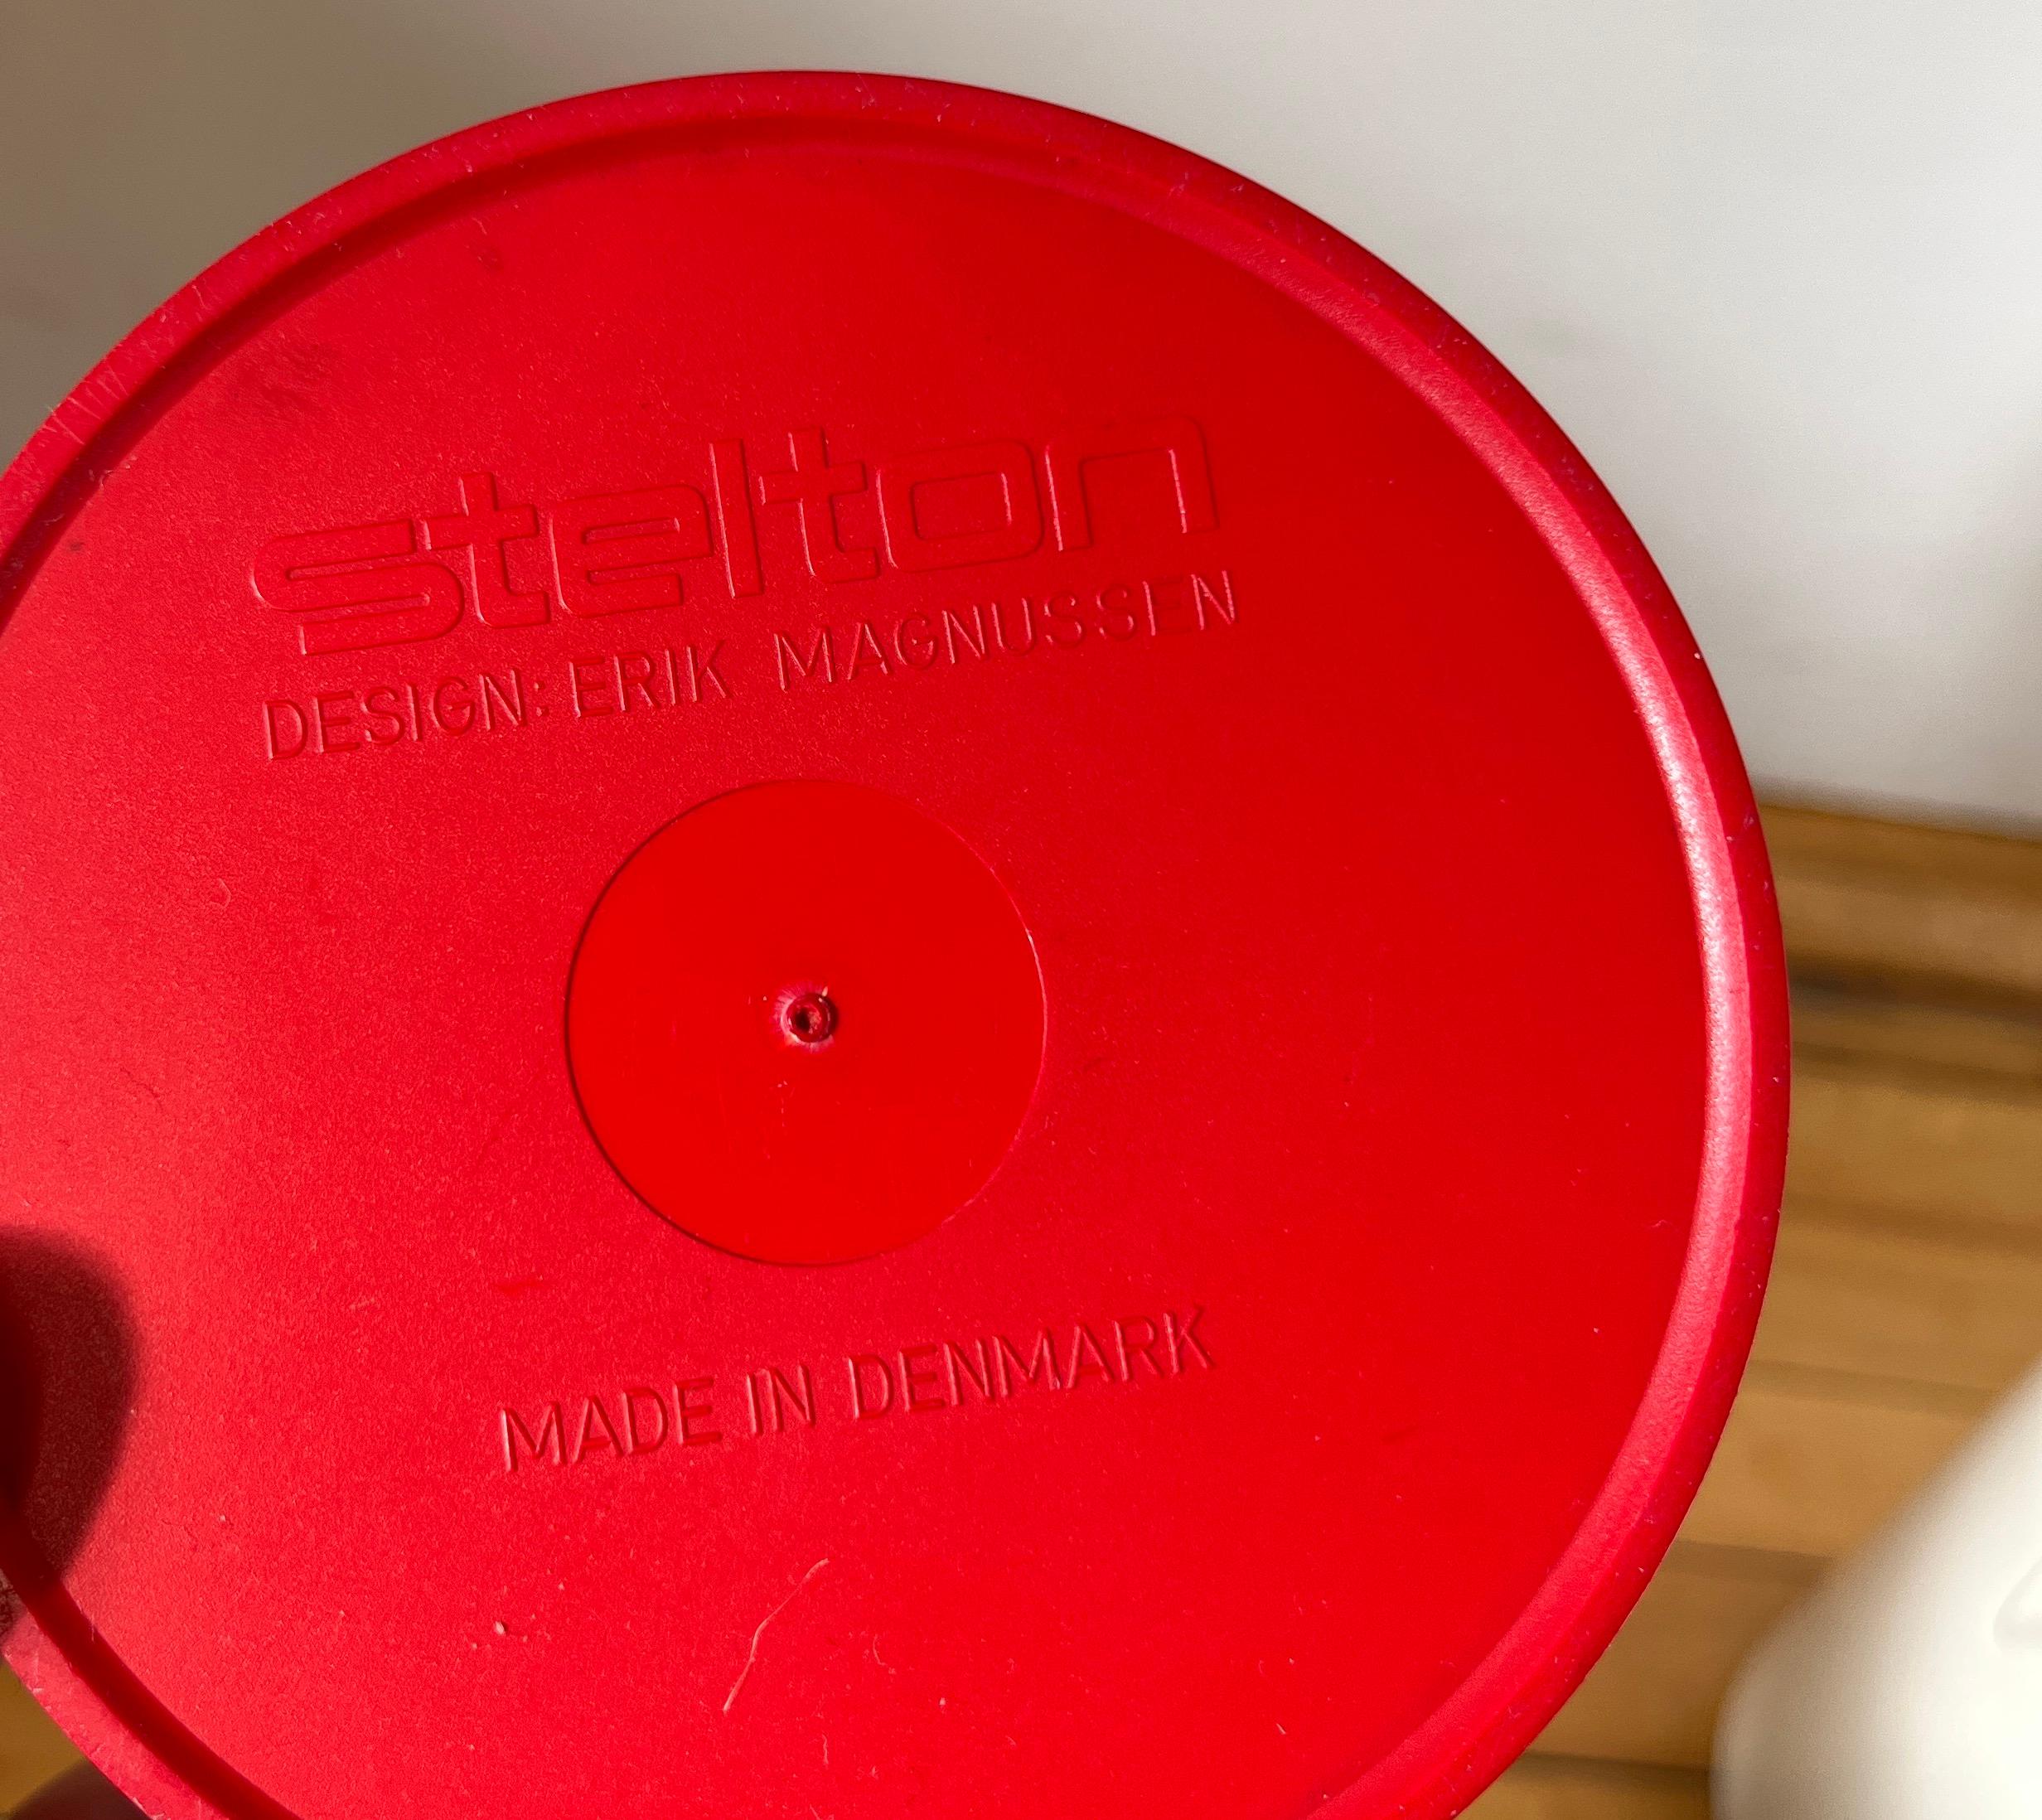 stelton
DESIGN: ERIK MAGNUSSEN
MADE IN DENMARK